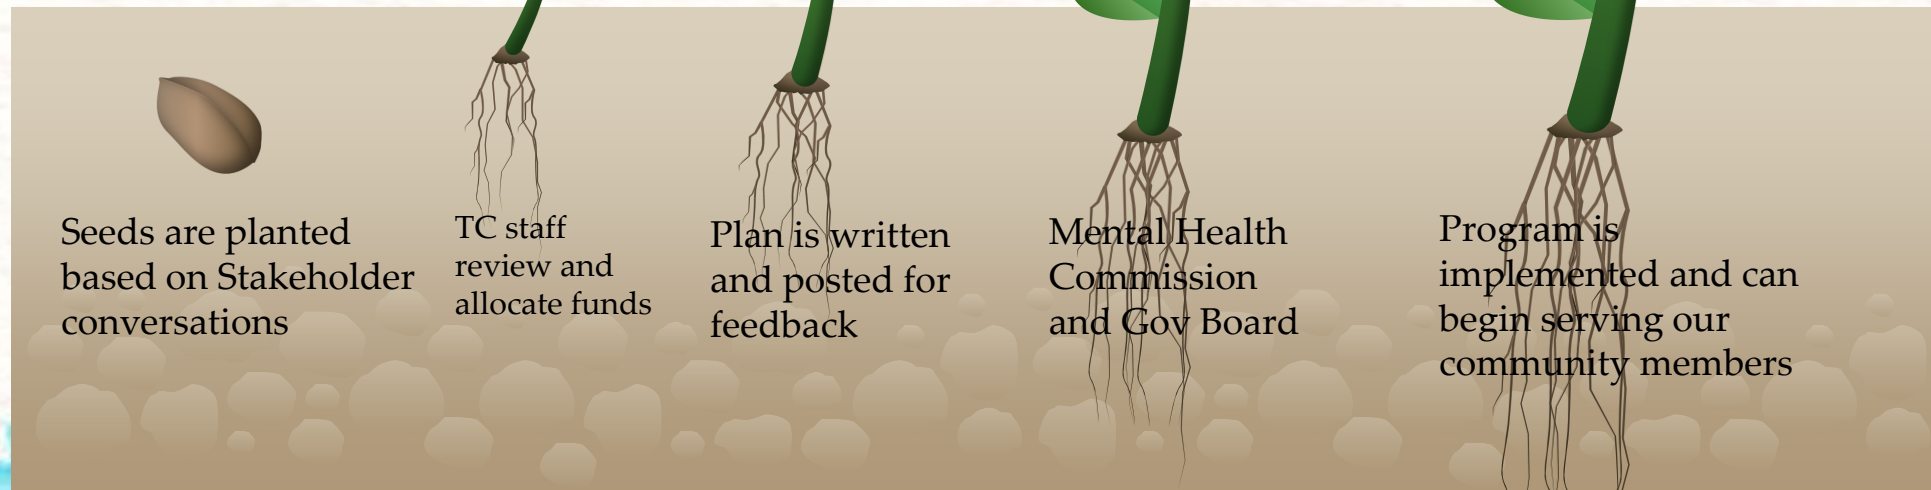 Seeds are planted
based on Stakeholder
conversations
TC staff
review and
allocate funds
Plan is written
and posted for
feedback
Mental Health
Commission
and Gov Board
Program is
implemented and can
begin serving our
community members